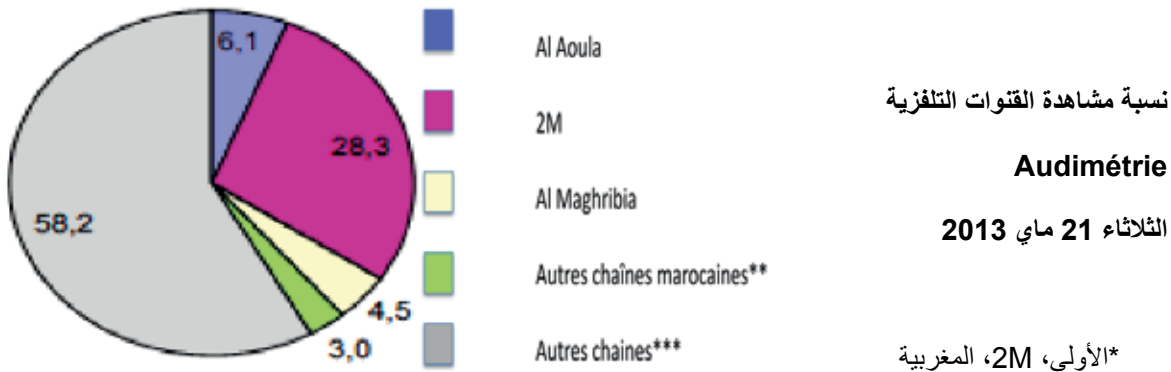 6,1
28,3
4,5
3,0
58,2
Al Aoula
2M
Al Maghribia
Autres chaînes marocaines**
Autres chaines***
نسبة مشاهدة القنوات التلفزية
Audimétrie
الثلاثاء 21 ماي 2013
*الأولى، 2M، المغربية